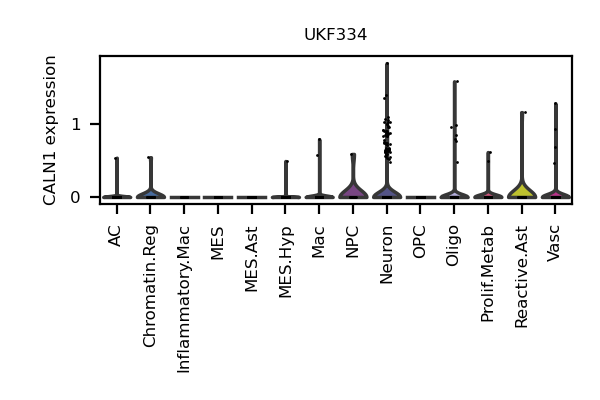 UKF334
CALN1 expression
1
0
AC
Chromatin.Reg
Inflammatory.Mac
MES
MES.Ast
MES.Hyp
Mac
NPC
Neuron
OPC
Oligo
Prolif.Metab
Reactive.Ast
Vasc